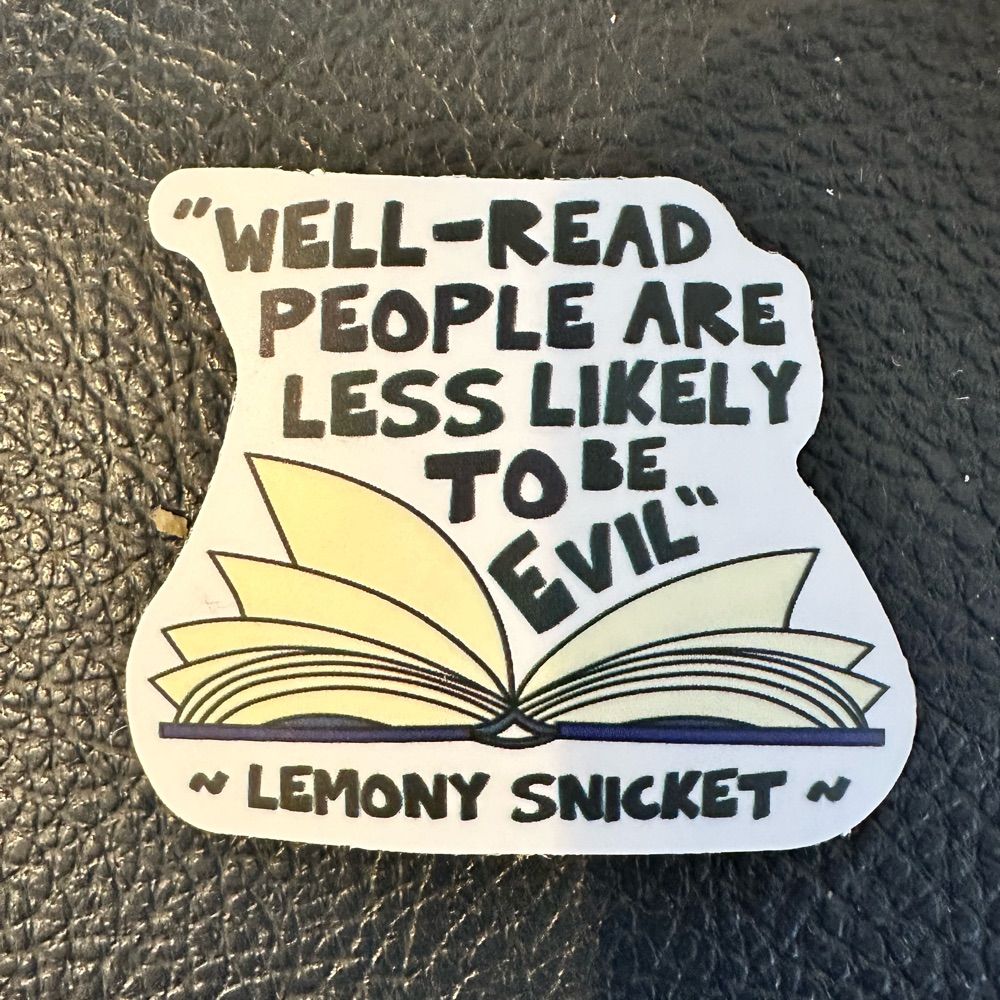 "WELL-READ
PEOPLE ARE
LESS LIKELY
TO BE
EVIL"
~ LEMONY SNICKET ~